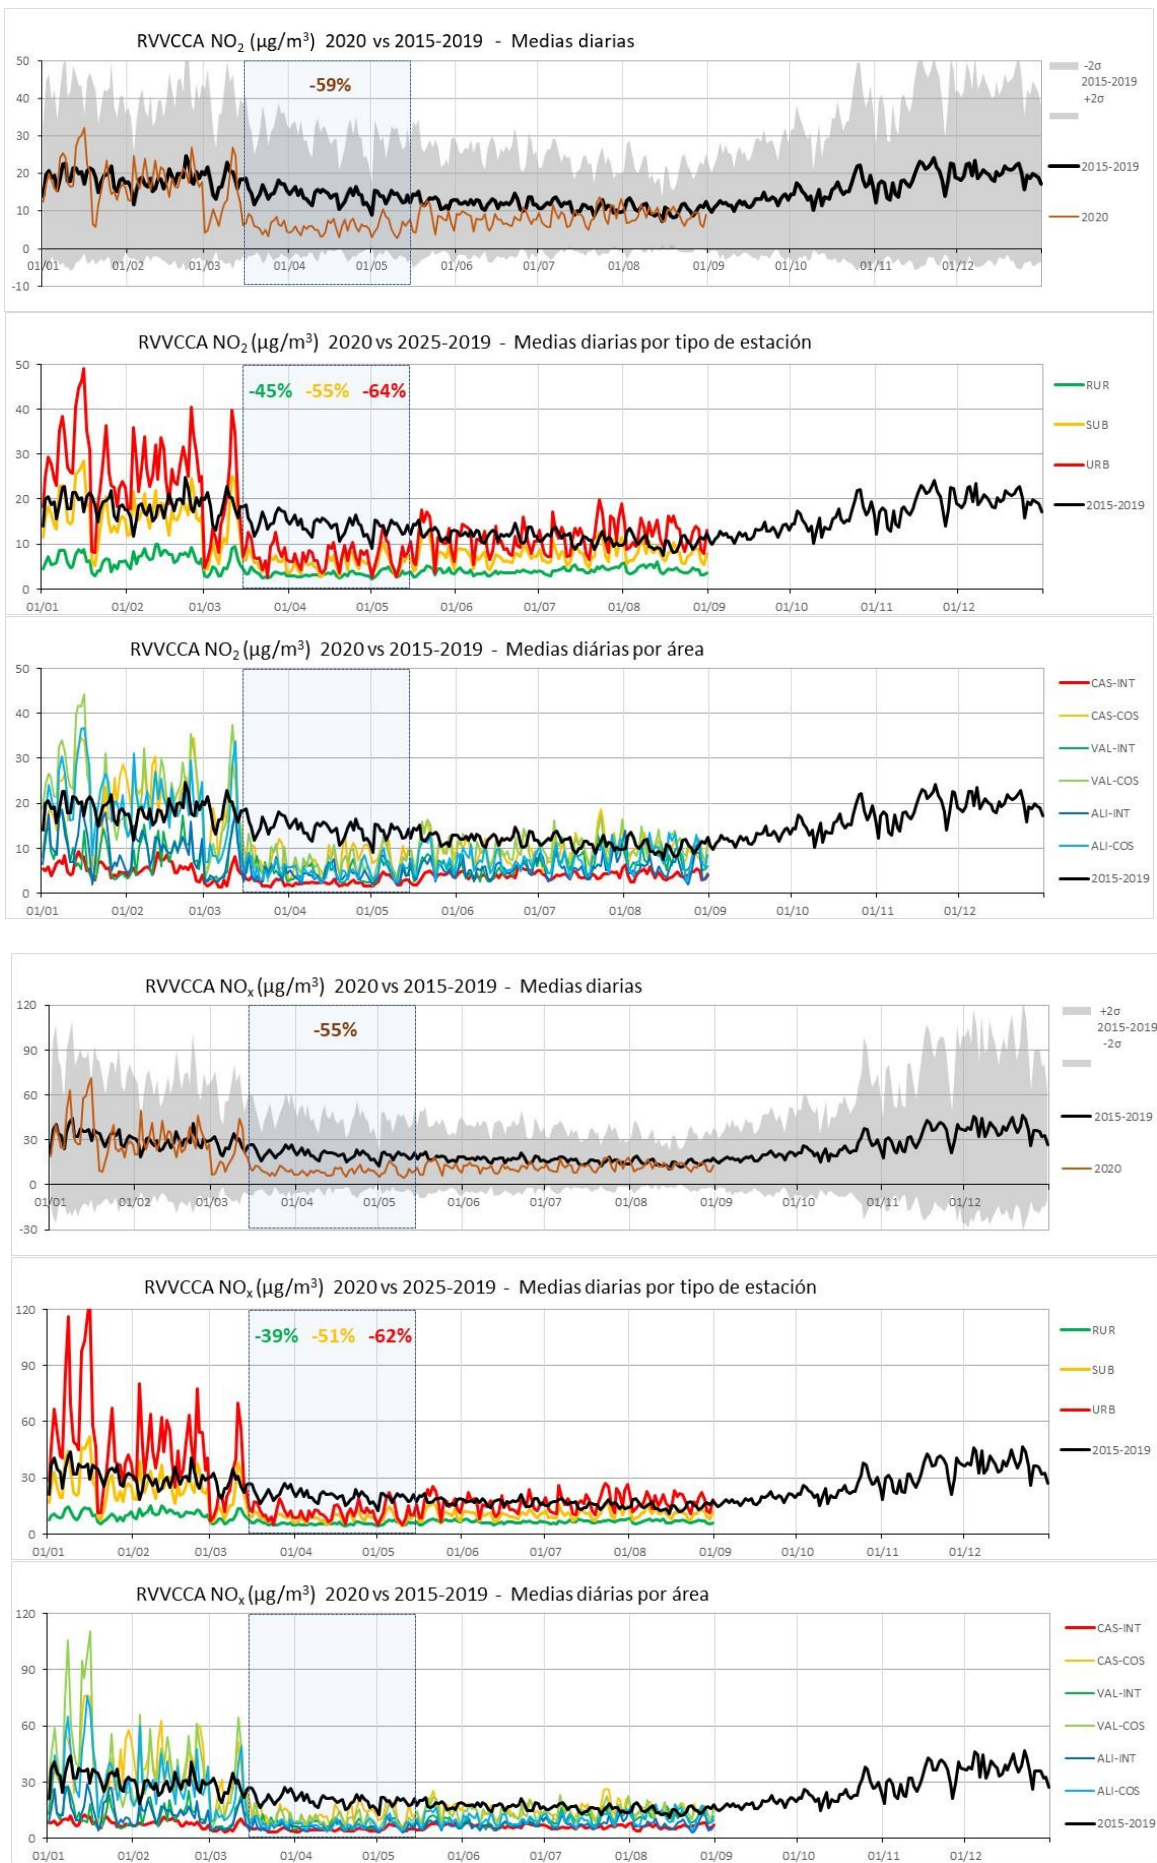 RVVCCA NO₂ (µg/m³) 2020 vs 2015-2019 - Medias diarias
50
40
30
20
10
0
-10
-59%
01/01 01/02 01/03 01/04 01/05 01/06 01/07 01/08 01/09 01/10 01/11 01/12
-2σ
2015-2019
+2σ
2015-2019
2020
RVVCCA NO₂ (µg/m³) 2020 vs 2025-2019 - Medias diarias por tipo de estación
50
40
30
20
10
0
-45% -55% -64%
01/01 01/02 01/03 01/04 01/05 01/06 01/07 01/08 01/09 01/10 01/11 01/12
RUR
SUB
URB
2015-2019
RVVCCA NO₂ (µg/m³) 2020 vs 2015-2019 - Medias diárias por área
50
40
30
20
10
0
01/01 01/02 01/03 01/04 01/05 01/06 01/07 01/08 01/09 01/10 01/11 01/12
CAS-INT
CAS-COS
VAL-INT
VAL-COS
ALI-INT
ALI-COS
2015-2019
RVVCCA NOₓ (µg/m³) 2020 vs 2015-2019 - Medias diarias
120
90
60
30
0
-30
-55%
01/01 01/02 01/03 01/04 01/05 01/06 01/07 01/08 01/09 01/10 01/11 01/12
+2σ
2015-2019
-2σ
2015-2019
2020
RVVCCA NOₓ (µg/m³) 2020 vs 2025-2019 - Medias diarias por tipo de estación
120
90
60
30
0
-39% -51% -62%
01/01 01/02 01/03 01/04 01/05 01/06 01/07 01/08 01/09 01/10 01/11 01/12
RUR
SUB
URB
2015-2019
RVVCCA NOₓ (µg/m³) 2020 vs 2015-2019 - Medias diárias por área
120
90
60
30
0
01/01 01/02 01/03 01/04 01/05 01/06 01/07 01/08 01/09 01/10 01/11 01/12
CAS-INT
CAS-COS
VAL-INT
VAL-COS
ALI-INT
ALI-COS
2015-2019